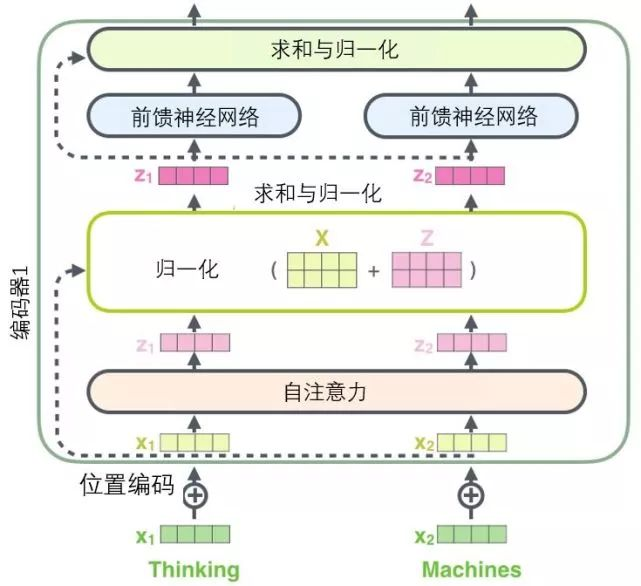 求和与归一化
前馈神经网络 前馈神经网络
z1 z2
求和与归一化
X Z
归一化 ( + )
编码器1
z1 z2
自注意力
x1 x2
位置编码
x1 x2
Thinking Machines